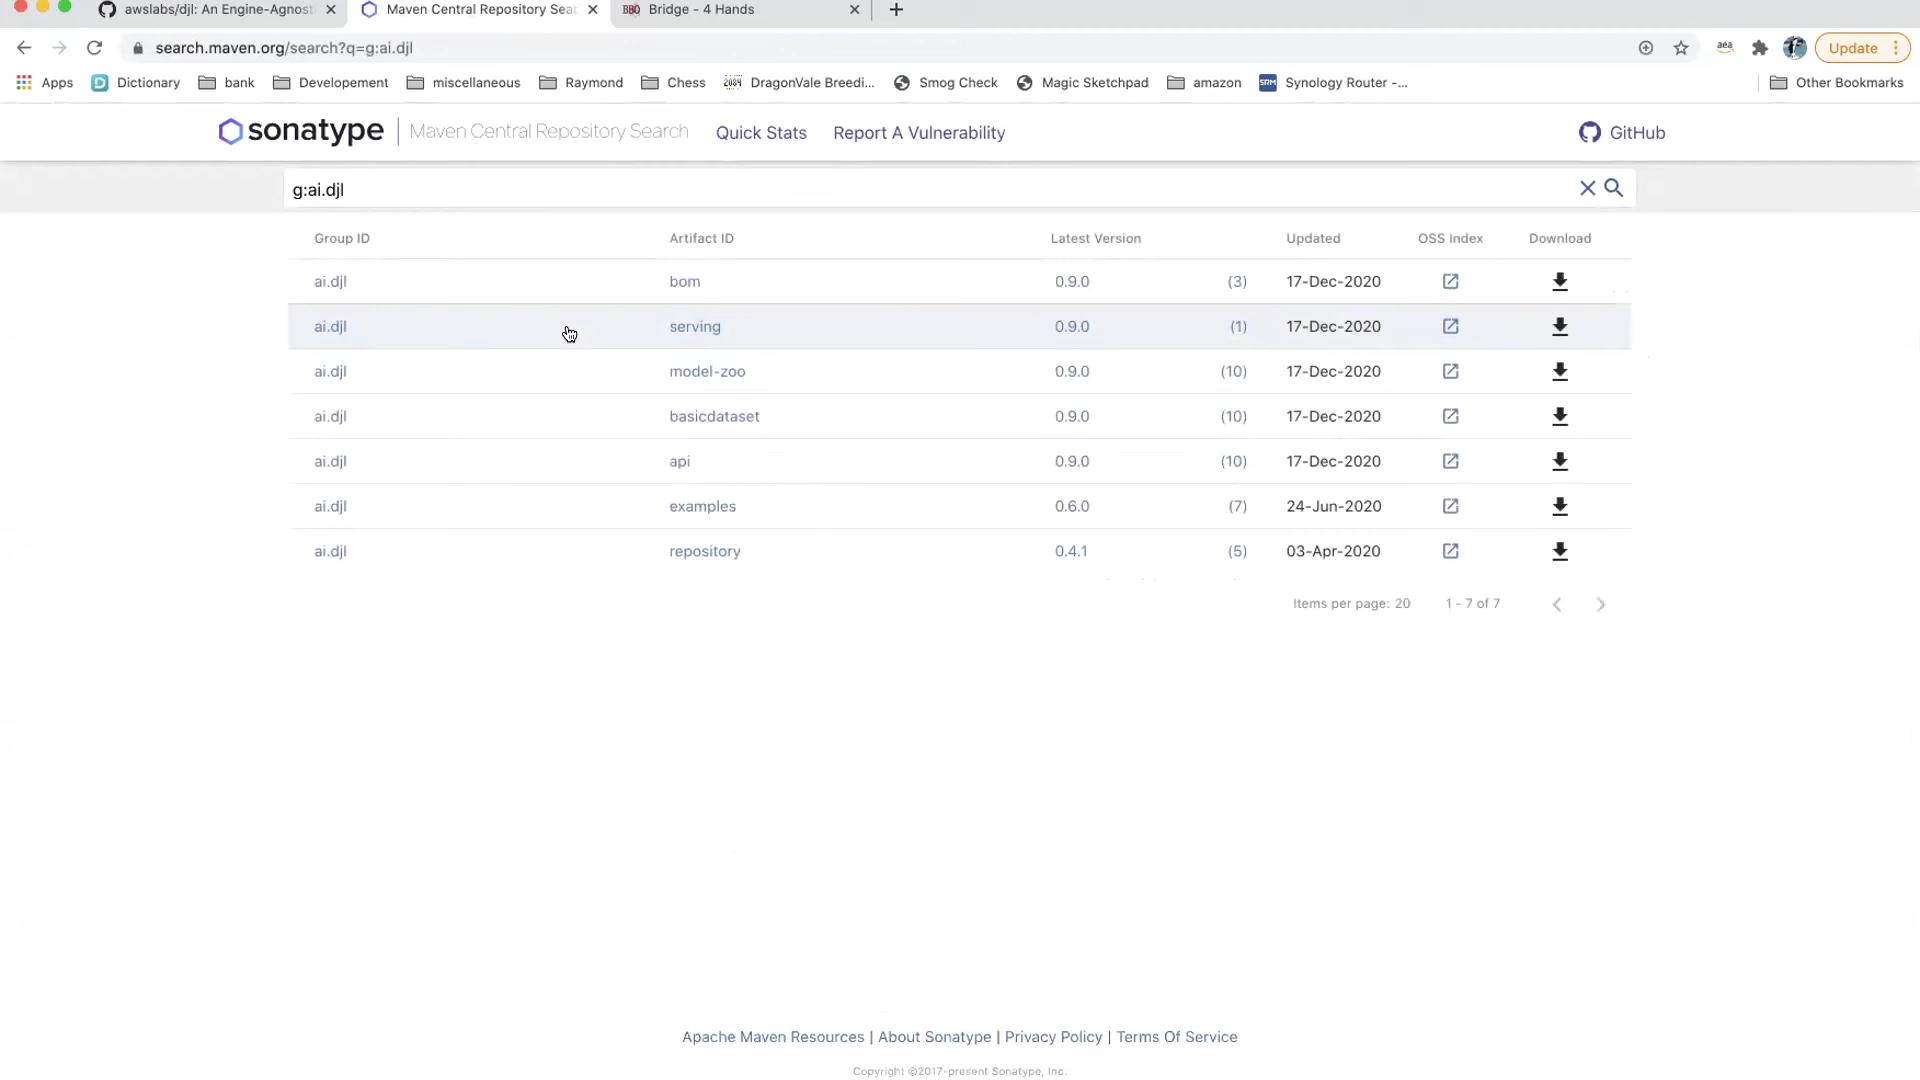 awslabs/djl: An Engine-Agnost
Maven Central Repository Sea
BBO Bridge - 4 Hands
search.maven.org/search?q=g:ai.djl
aea
Update
Apps Dictionary bank Developement miscellaneous Raymond Chess DragonVale Breedi... Smog Check Magic Sketchpad amazon SRM Synology Router -... Other Bookmarks
sonatype Maven Central Repository Search Quick Stats Report A Vulnerability GitHub
g:ai.djl
Group ID Artifact ID Latest Version Updated OSS Index Download
ai.djl bom 0.9.0 (3) 17-Dec-2020
ai.djl serving 0.9.0 (1) 17-Dec-2020
ai.djl model-zoo 0.9.0 (10) 17-Dec-2020
ai.djl basicdataset 0.9.0 (10) 17-Dec-2020
ai.djl api 0.9.0 (10) 17-Dec-2020
ai.djl examples 0.6.0 (7) 24-Jun-2020
ai.djl repository 0.4.1 (5) 03-Apr-2020
Items per page: 20 1 - 7 of 7
Apache Maven Resources | About Sonatype | Privacy Policy | Terms Of Service
Copyright ©2017-present Sonatype, Inc.